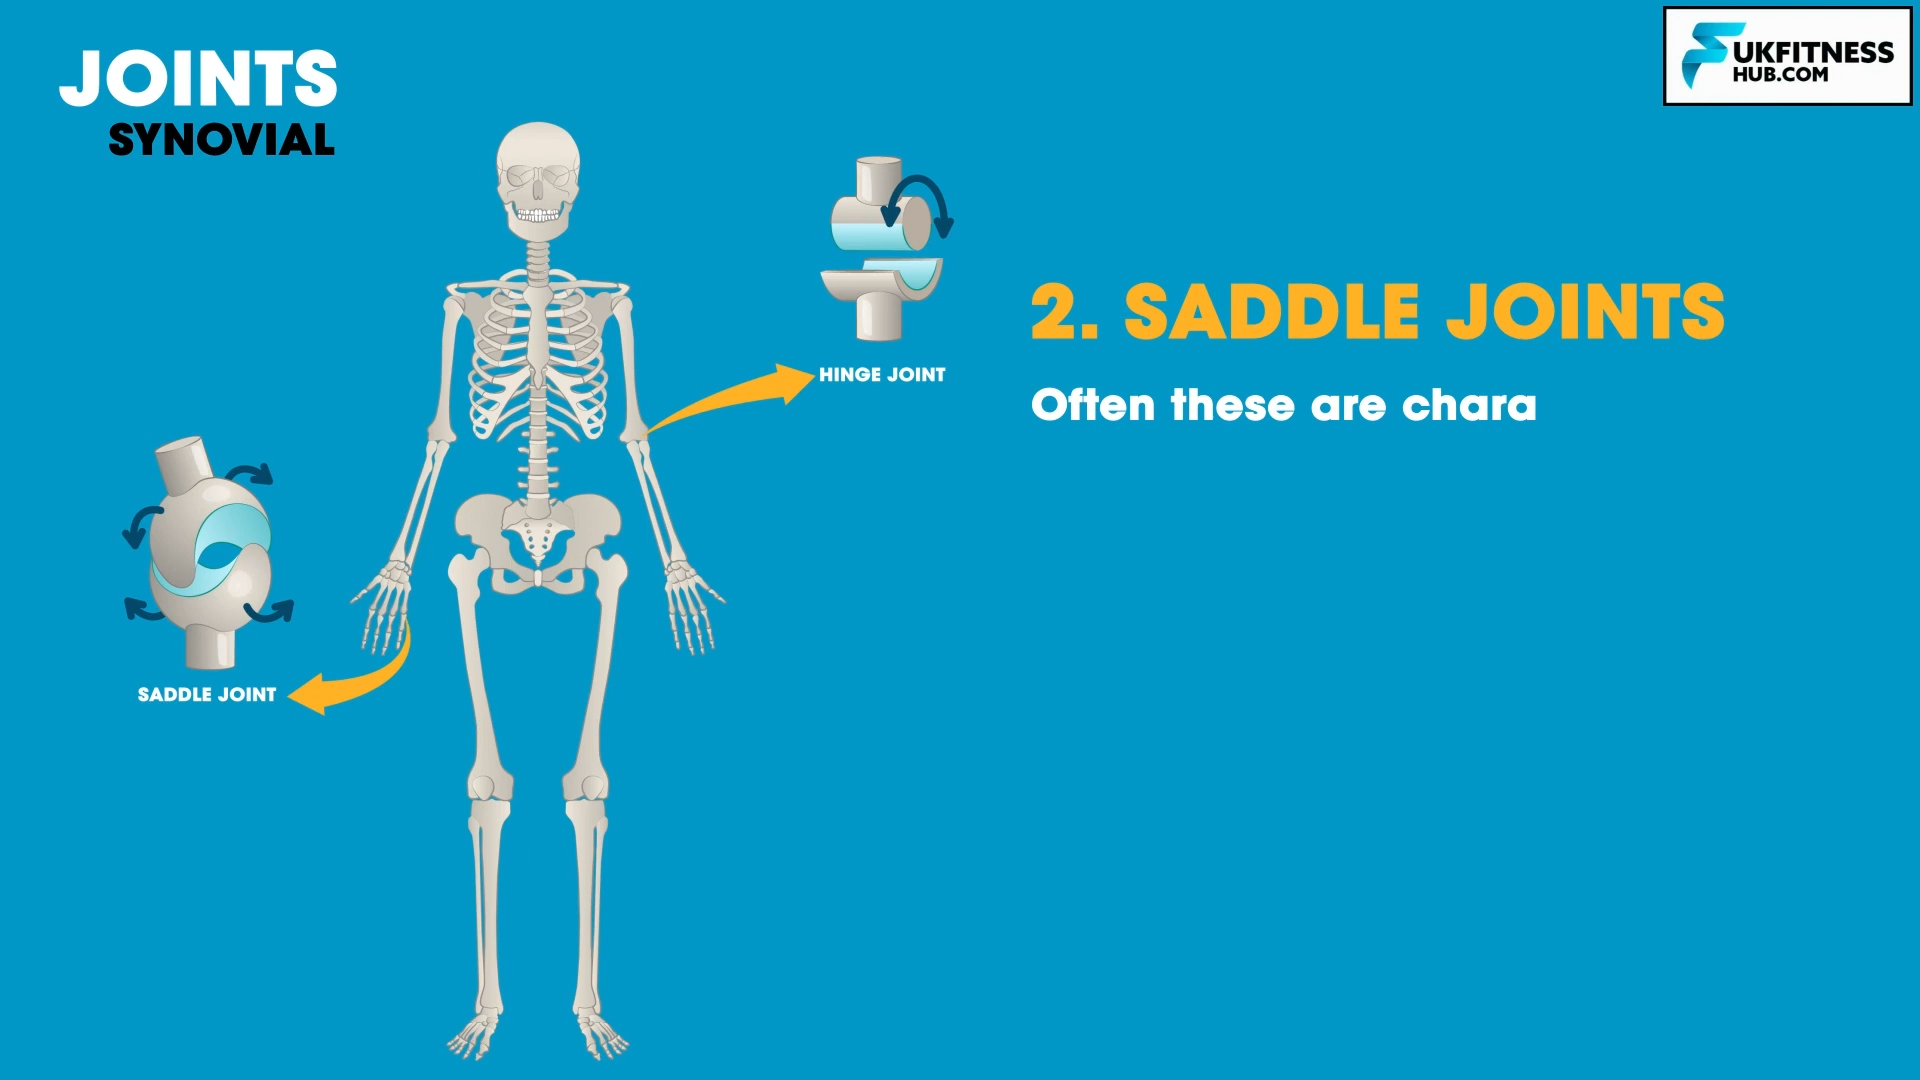 JOINTS
SYNOVIAL
UKFITNESS
HUB.COM
HINGE JOINT
2. SADDLE JOINTS
Often these are chara
SADDLE JOINT